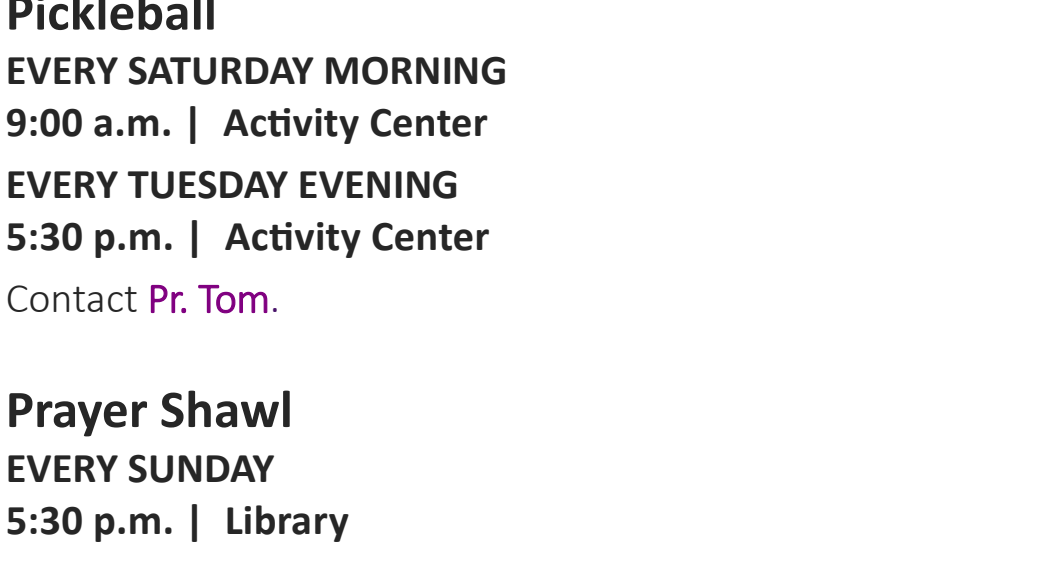 Pickleball
EVERY SATURDAY MORNING
9:00 a.m. | Activity Center
EVERY TUESDAY EVENING
5:30 p.m. | Activity Center
Contact Pr. Tom.
Prayer Shawl
EVERY SUNDAY
5:30 p.m. | Library